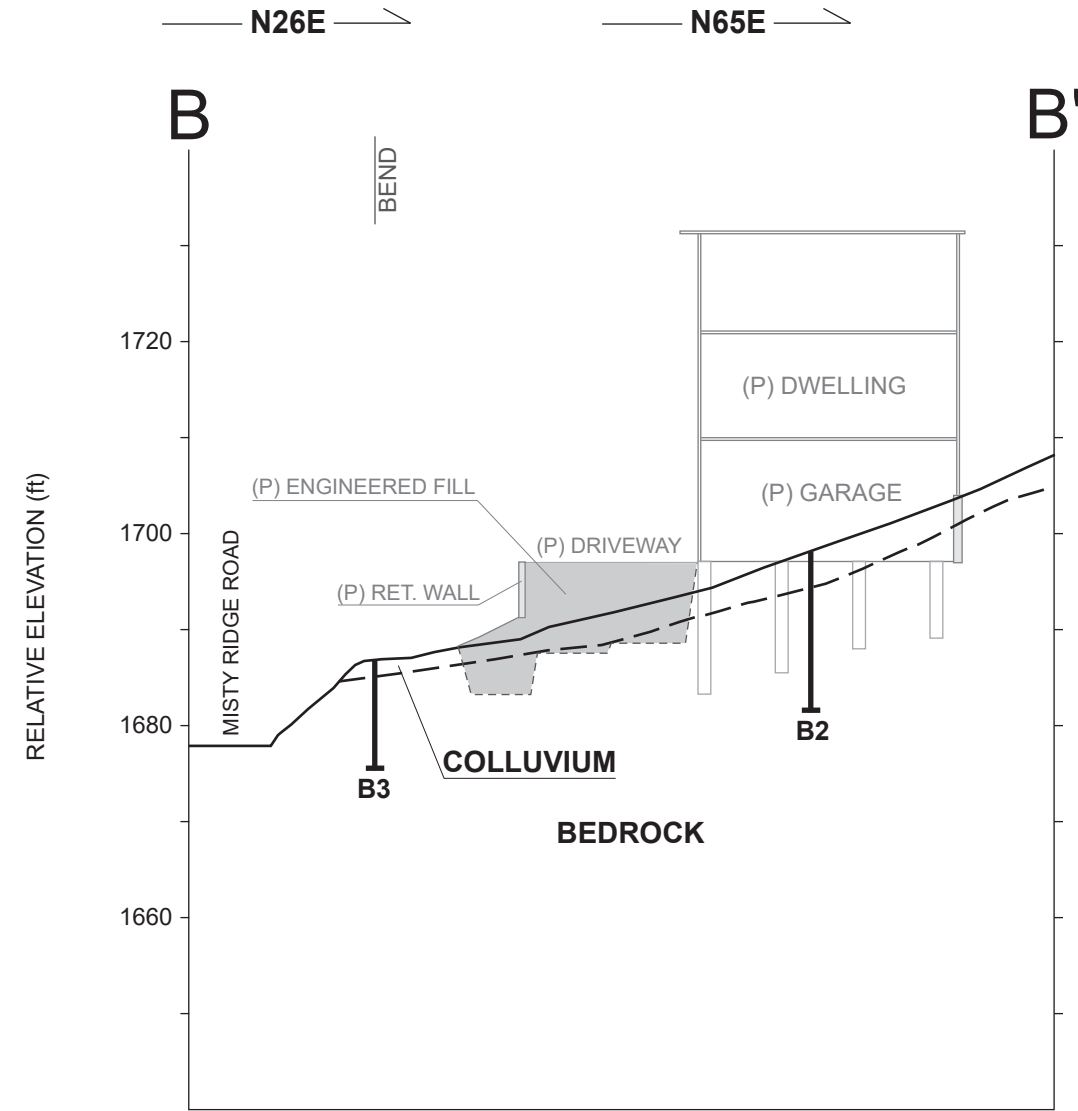 N26E
N65E
B
B'
BEND
1720
(P) DWELLING
(P) ENGINEERED FILL
(P) GARAGE
1700
(P) DRIVEWAY
(P) RET. WALL
RELATIVE ELEVATION (ft)
MISTY RIDGE ROAD
1680
B2
COLLUVIUM
B3
BEDROCK
1660